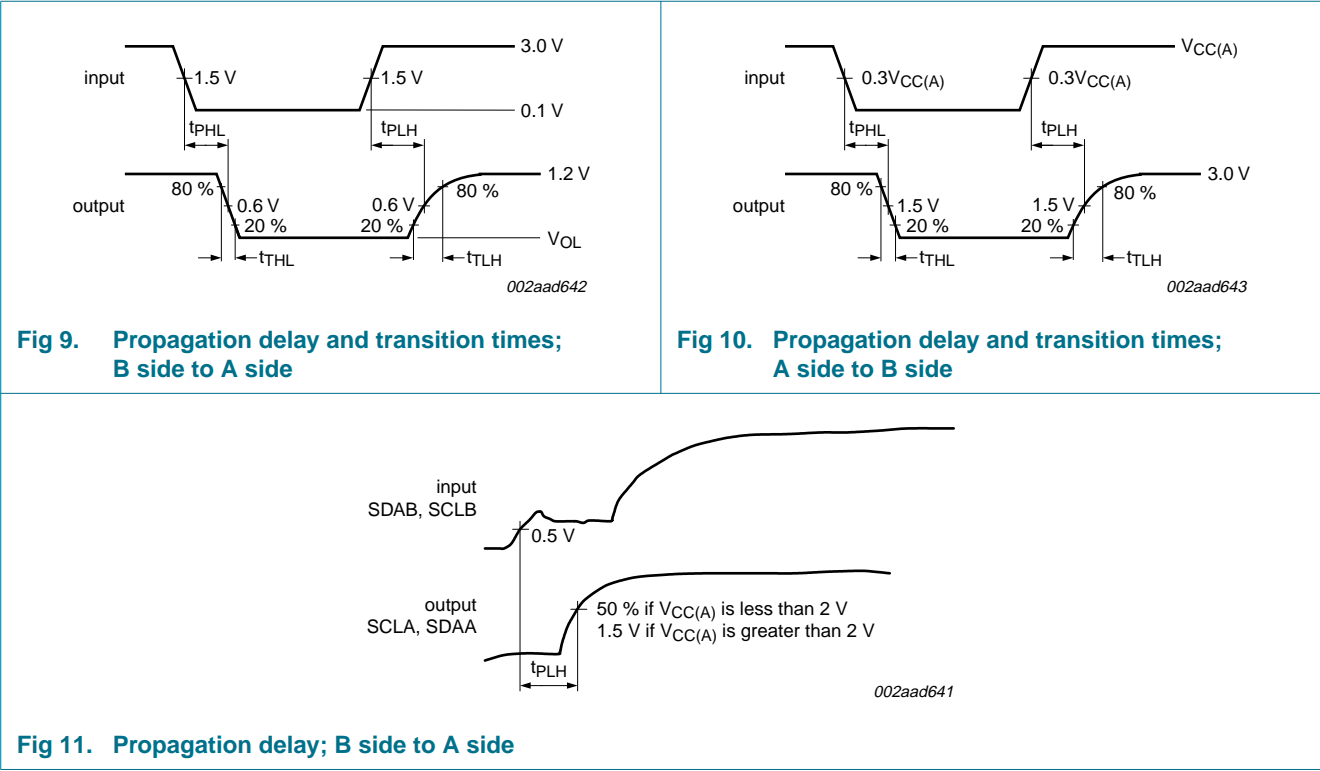 3.0 V
input
1.5 V
1.5 V
0.1 V
tPHL
tPLH
1.2 V
80 %
80 %
output
0.6 V
0.6 V
20 %
20 %
VOL
tTHL
tTLH
002aad642
Fig 9. Propagation delay and transition times;
B side to A side
VCC(A)
input
0.3VCC(A)
0.3VCC(A)
tPHL
tPLH
3.0 V
80 %
80 %
output
1.5 V
1.5 V
20 %
20 %
tTHL
tTLH
002aad643
Fig 10. Propagation delay and transition times;
A side to B side
input
SDAB, SCLB
0.5 V
output
SCLA, SDAA
50 % if VCC(A) is less than 2 V
1.5 V if VCC(A) is greater than 2 V
tPLH
002aad641
Fig 11. Propagation delay; B side to A side